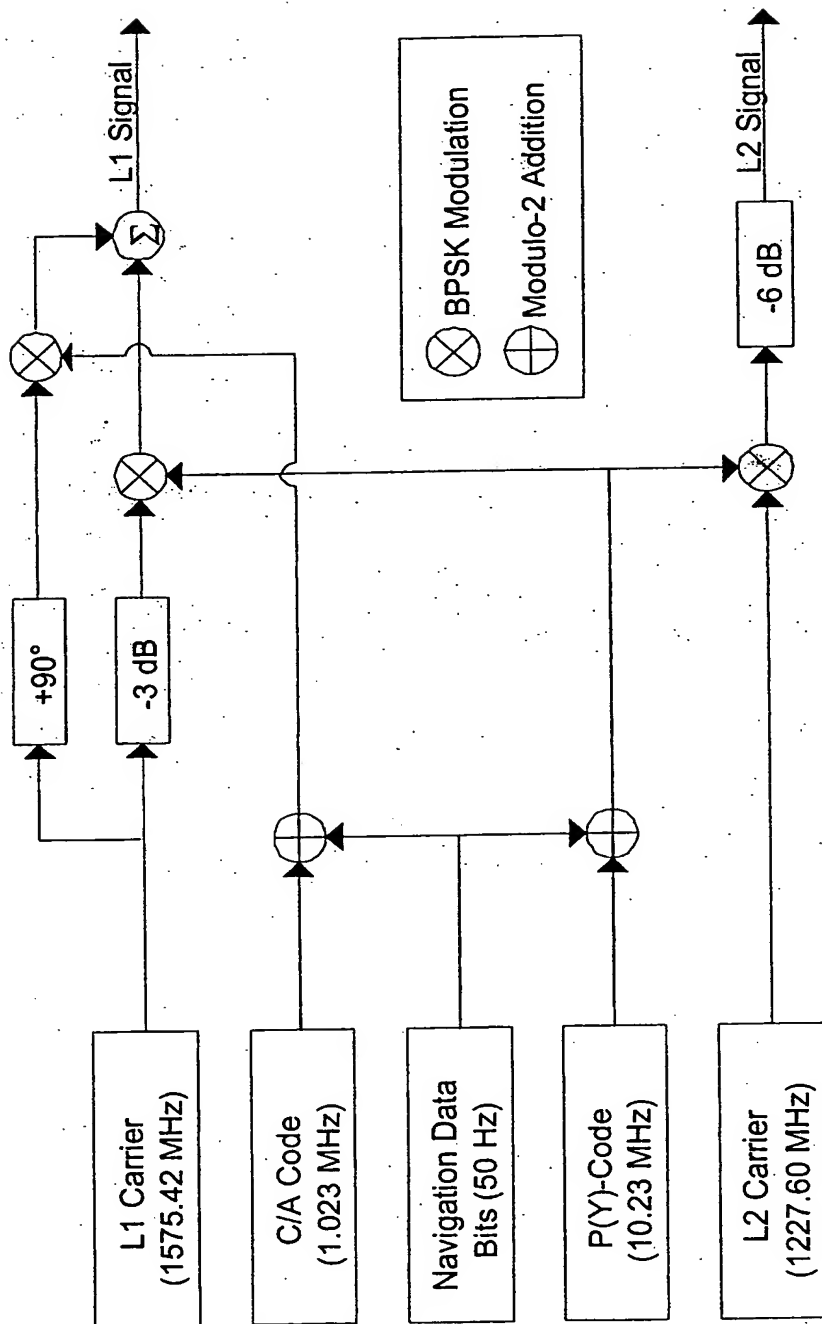 L1 Carrier
(1575.42 MHz)
C/A Code
(1.023 MHz)
Navigation Data
Bits (50 Hz)
P(Y)-Code
(10.23 MHz)
L2 Carrier
(1227.60 MHz)
+90°
-3 dB
Σ
L1 Signal
BPSK Modulation
Modulo-2 Addition
-6 dB
L2 Signal